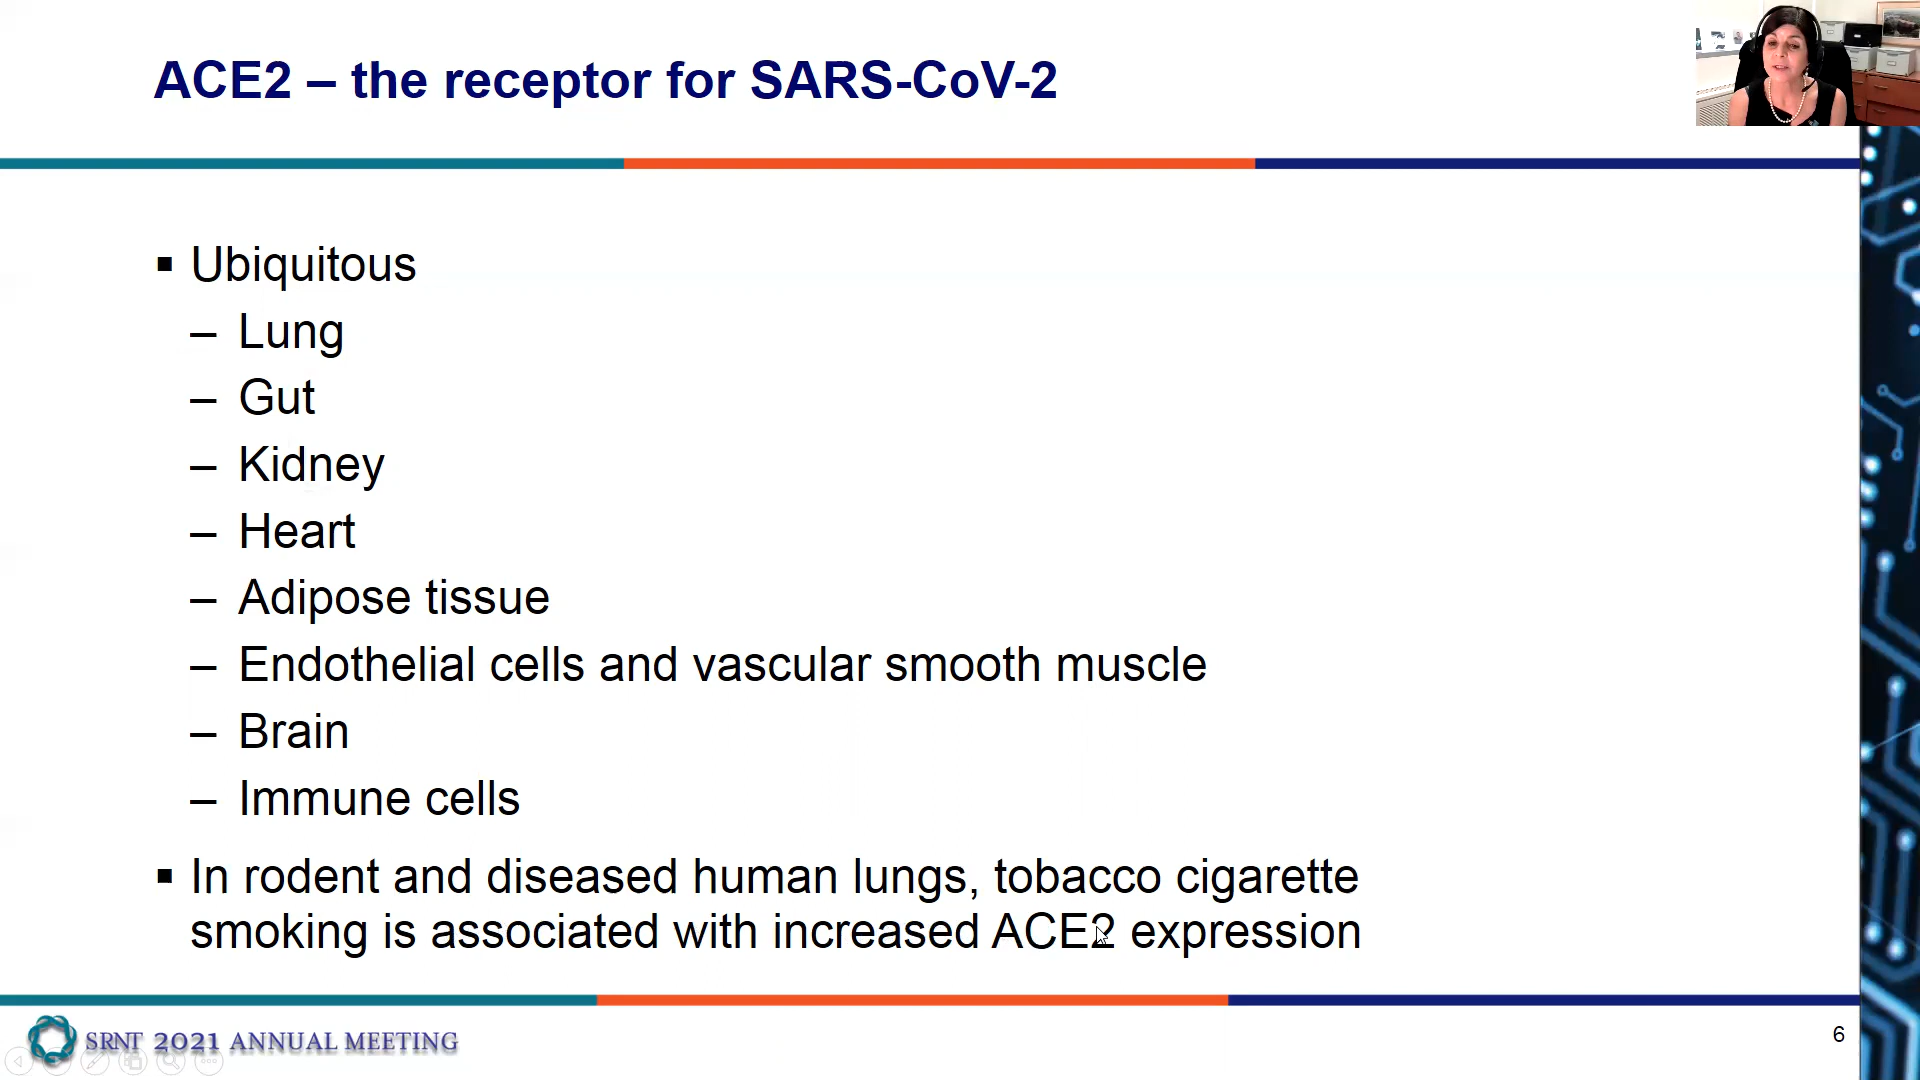 ACE2 – the receptor for SARS-CoV-2
▪ Ubiquitous
– Lung
– Gut
– Kidney
– Heart
– Adipose tissue
– Endothelial cells and vascular smooth muscle
– Brain
– Immune cells
▪ In rodent and diseased human lungs, tobacco cigarette
smoking is associated with increased ACE2 expression
SRNT 2021 ANNUAL MEETING
6